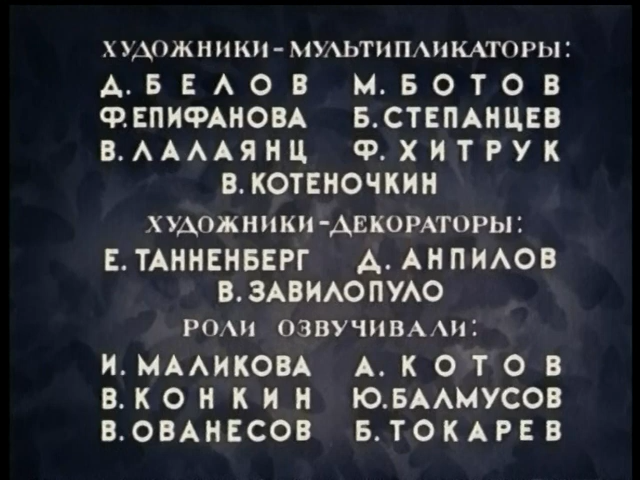 ХУДОЖНИКИ-МУЛЬТИПЛИКАТОРЫ:
Д. БЕЛОВ М. БОТОВ
Ф. ЕПИФАНОВА Б. СТЕПАНЦЕВ
В. ЛАЛАЯНЦ Ф. ХИТРУК
В. КОТЕНОЧКИН
ХУДОЖНИКИ-ДЕКОРАТОРЫ:
Е. ТАННЕНБЕРГ Д. АНПИЛОВ
В. ЗАВИЛОПУЛО
РОЛИ ОЗВУЧИВАЛИ:
И. МАЛИКОВА А. КОТОВ
В. КОНКИН Ю. БАЛМУСОВ
В. ОВАНЕСОВ Б. ТОКАРЕВ